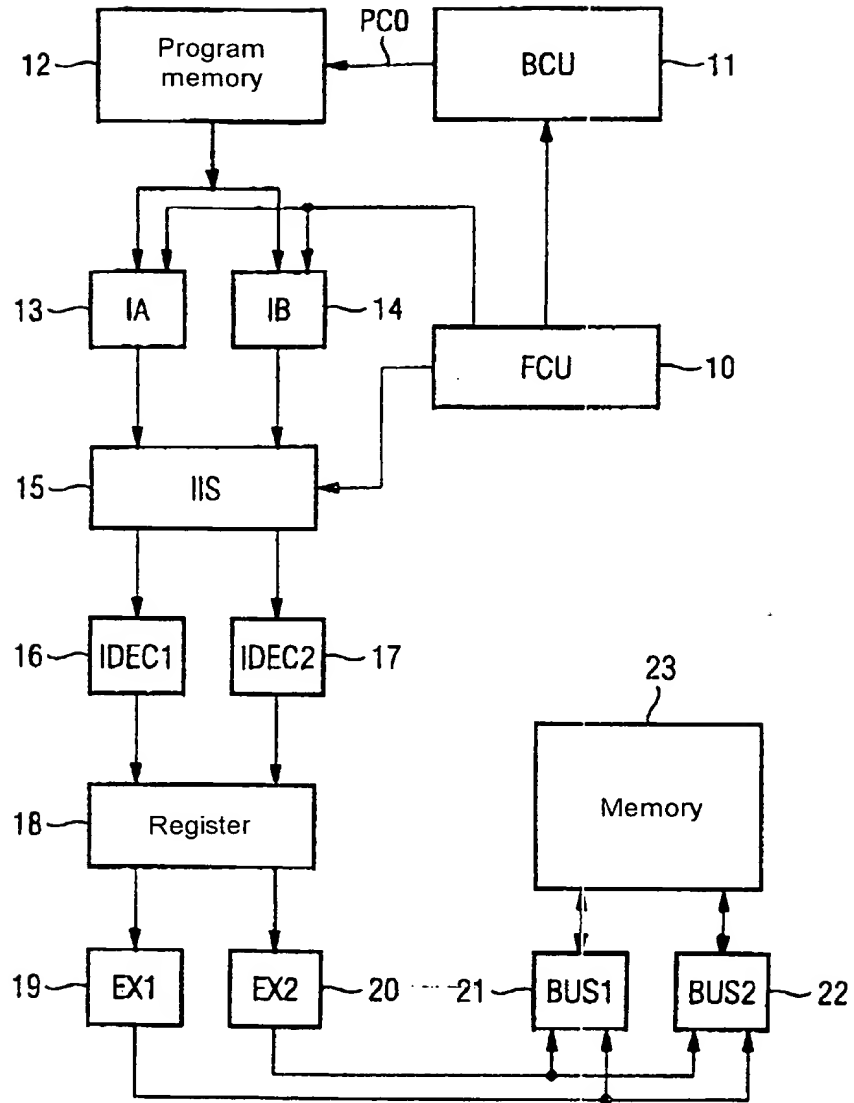 PC0
12
Program
memory
BCU
11
13
IA
IB
14
FCU
10
15
IIS
16
IDEC1
IDEC2
17
23
Memory
18
Register
19
EX1
EX2
20
21
BUS1
BUS2
22